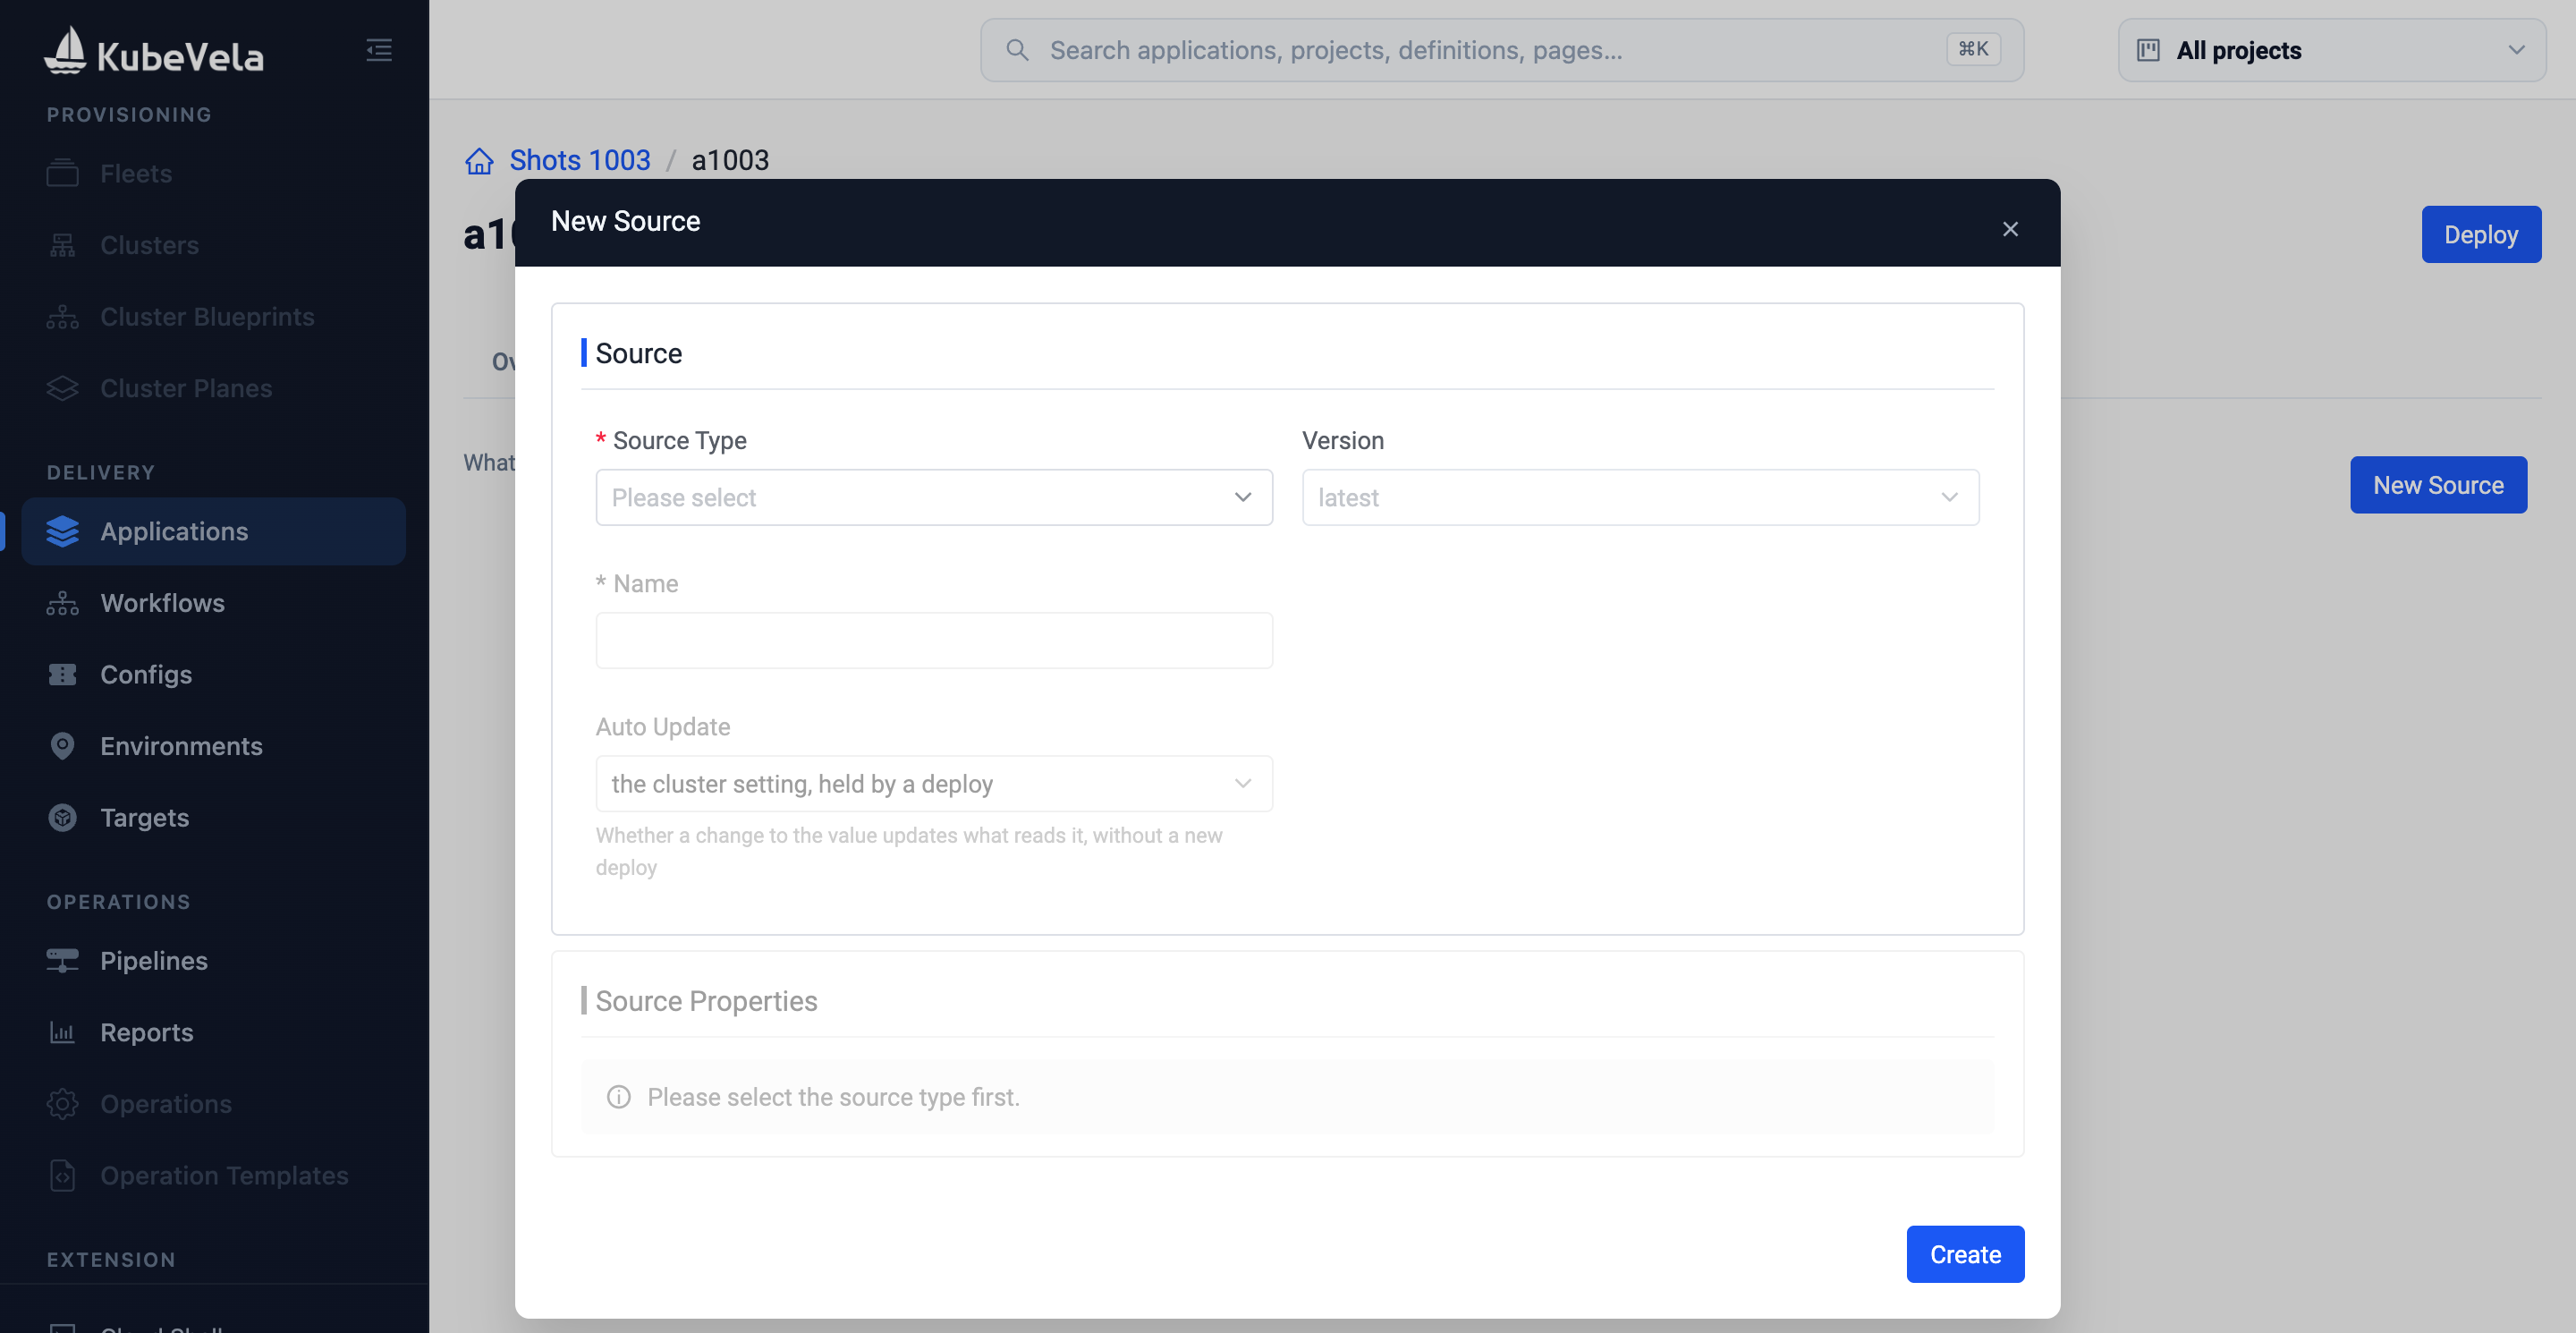 KubeVela
Search applications, projects, definitions, pages...
⌘K
All projects
PROVISIONING
Fleets
Clusters
Cluster Blueprints
Cluster Planes
DELIVERY
Applications
Workflows
Configs
Environments
Targets
OPERATIONS
Pipelines
Reports
Operations
Operation Templates
EXTENSION
Shots 1003 / a1003
Deploy
What
New Source
New Source
Source
* Source Type
Please select
Version
latest
* Name
Auto Update
the cluster setting, held by a deploy
Whether a change to the value updates what reads it, without a new
deploy
Source Properties
Please select the source type first.
Create